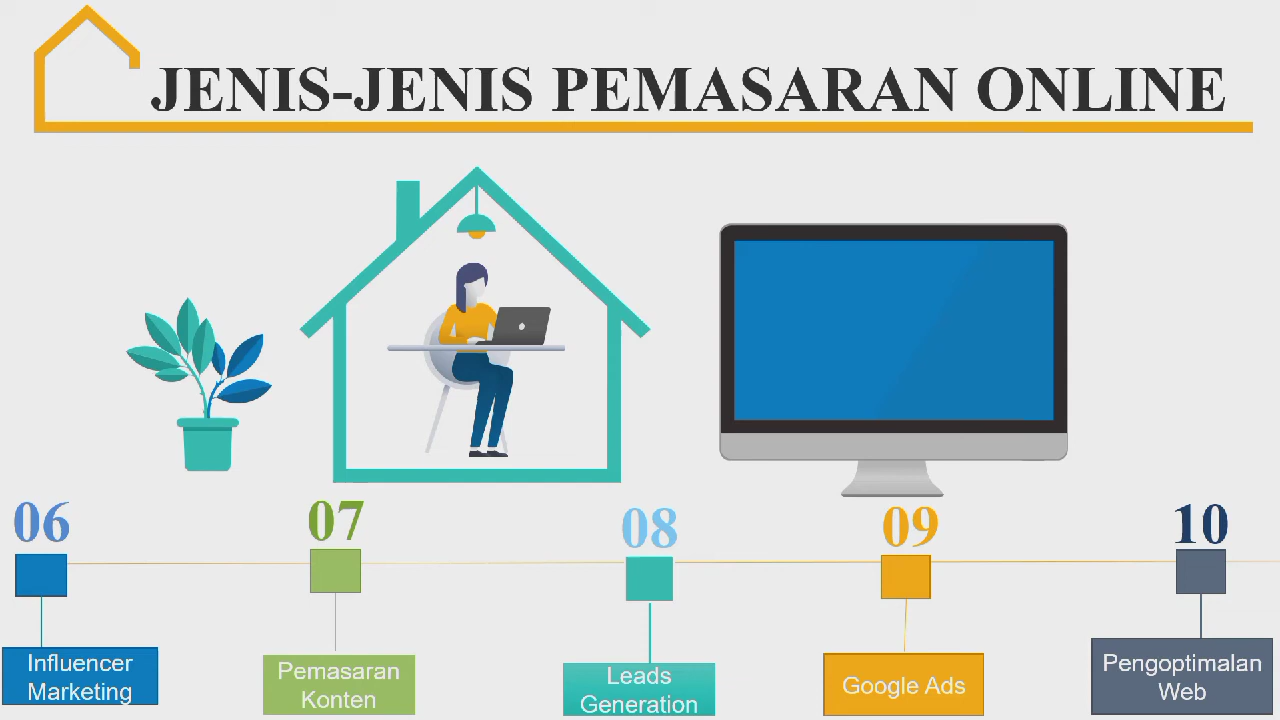 JENIS-JENIS PEMASARAN ONLINE
06
07
08
09
10
Influencer
Marketing
Pemasaran
Konten
Leads
Generation
Google Ads
Pengoptimalan
Web